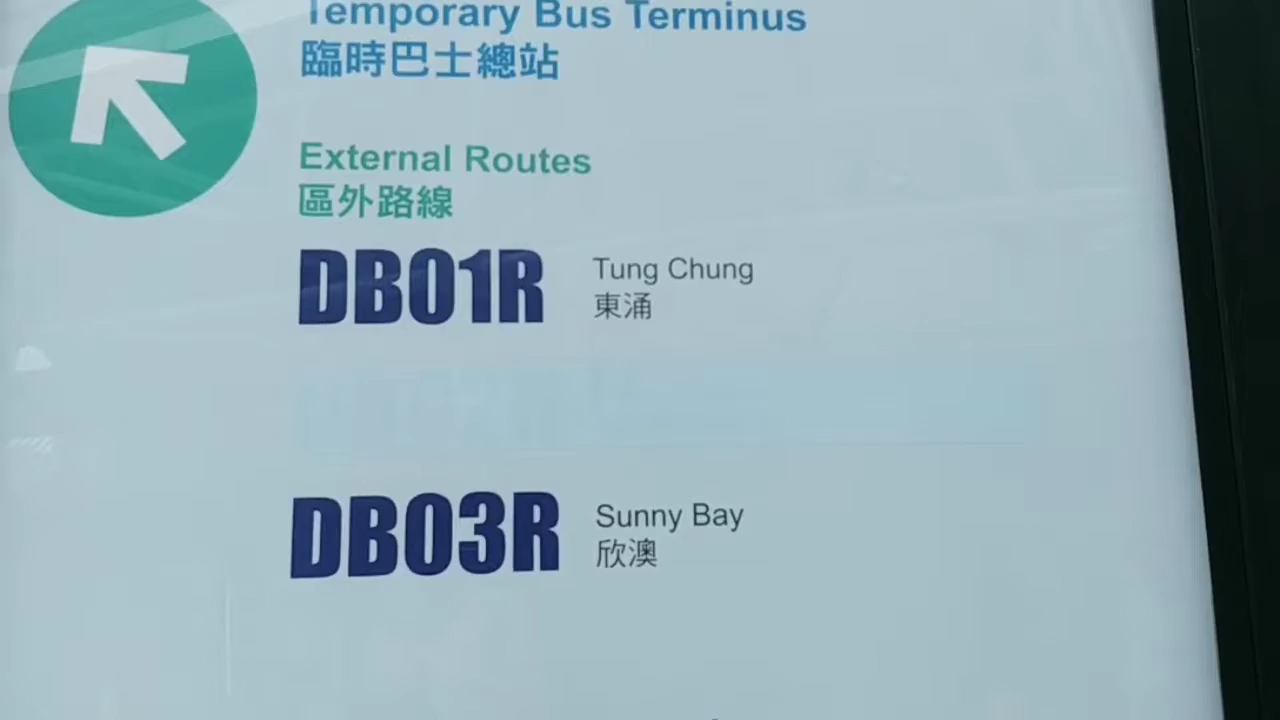 Temporary Bus Terminus
臨時巴士總站
External Routes
區外路線
DB01R
Tung Chung
東涌
DB03R
Sunny Bay
欣澳